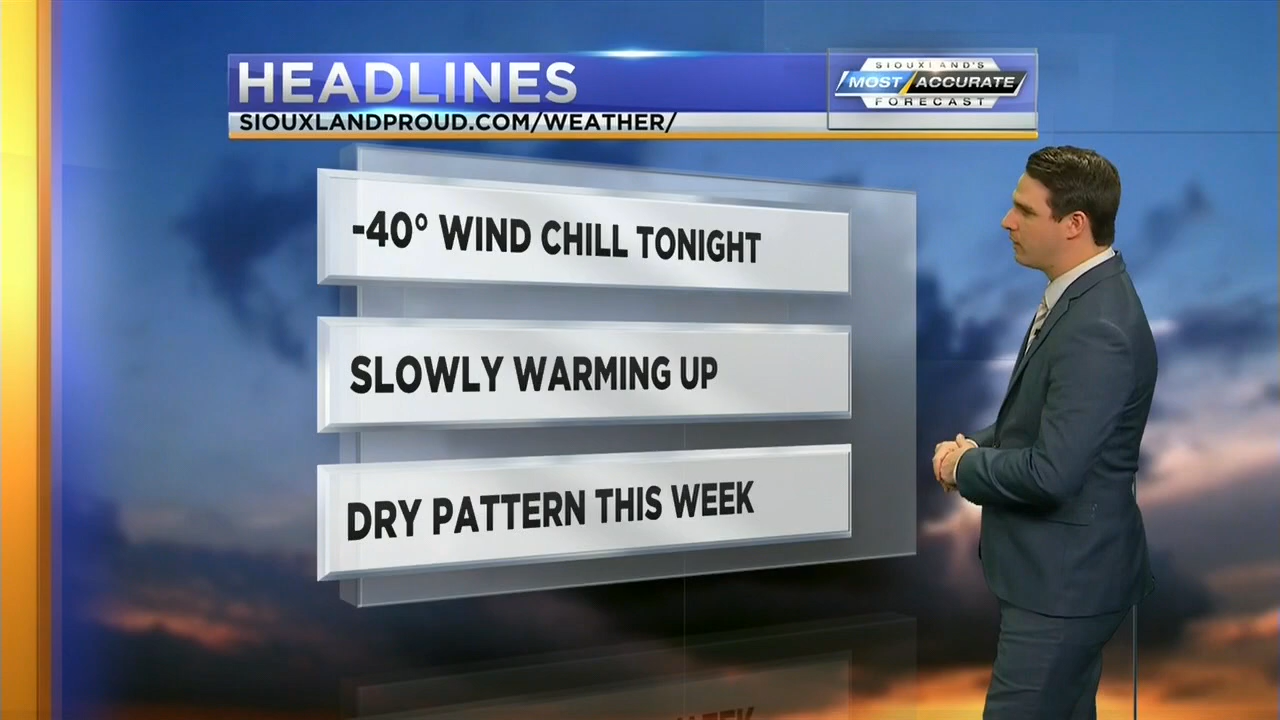 HEADLINES
SIOUXLANDPROUD.COM/WEATHER/
SIOUXLAND'S
MOST ACCURATE
FORECAST
-40° WIND CHILL TONIGHT
SLOWLY WARMING UP
DRY PATTERN THIS WEEK
WEEK